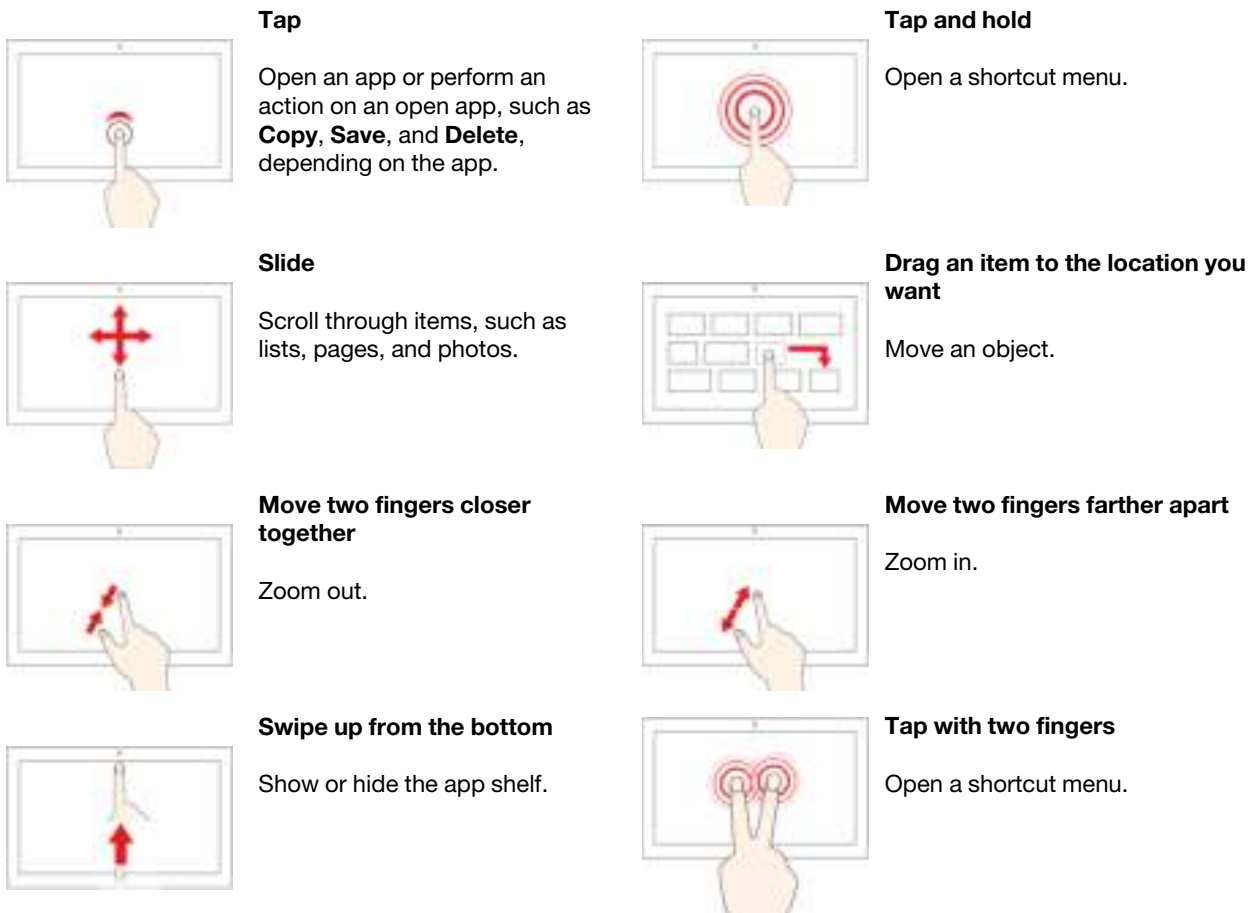 Tap
Open an app or perform an
action on an open app, such as
Copy, Save, and Delete,
depending on the app.
Tap and hold
Open a shortcut menu.
Slide
Scroll through items, such as
lists, pages, and photos.
Drag an item to the location you
want
Move an object.
Move two fingers closer
together
Zoom out.
Move two fingers farther apart
Zoom in.
Swipe up from the bottom
Show or hide the app shelf.
Tap with two fingers
Open a shortcut menu.